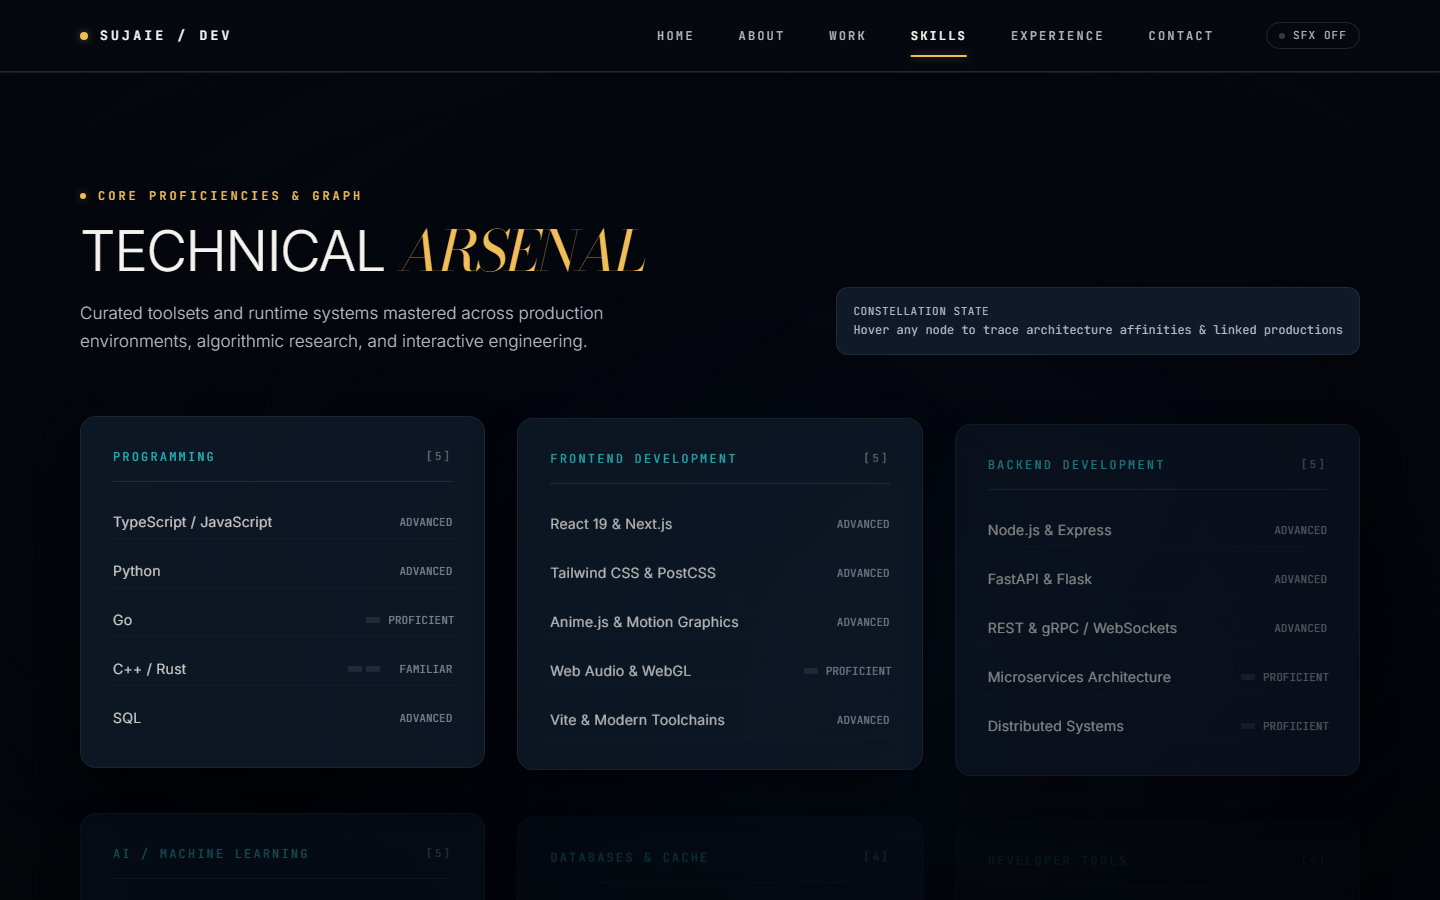 SUJAIE / DEV
HOME ABOUT WORK SKILLS EXPERIENCE CONTACT SFX OFF
CORE PROFICIENCIES & GRAPH
TECHNICAL ARSENAL
Curated toolsets and runtime systems mastered across production
environments, algorithmic research, and interactive engineering.
CONSTELLATION STATE
Hover any node to trace architecture affinities & linked productions
PROGRAMMING [5]
TypeScript / JavaScript ADVANCED
Python ADVANCED
Go PROFICIENT
C++ / Rust FAMILIAR
SQL ADVANCED
FRONTEND DEVELOPMENT [5]
React 19 & Next.js ADVANCED
Tailwind CSS & PostCSS ADVANCED
Anime.js & Motion Graphics ADVANCED
Web Audio & WebGL PROFICIENT
Vite & Modern Toolchains ADVANCED
BACKEND DEVELOPMENT [5]
Node.js & Express ADVANCED
FastAPI & Flask ADVANCED
REST & gRPC / WebSockets ADVANCED
Microservices Architecture PROFICIENT
Distributed Systems PROFICIENT
AI / MACHINE LEARNING [5]
DATABASES & CACHE [4]
DEVELOPER TOOLS [4]